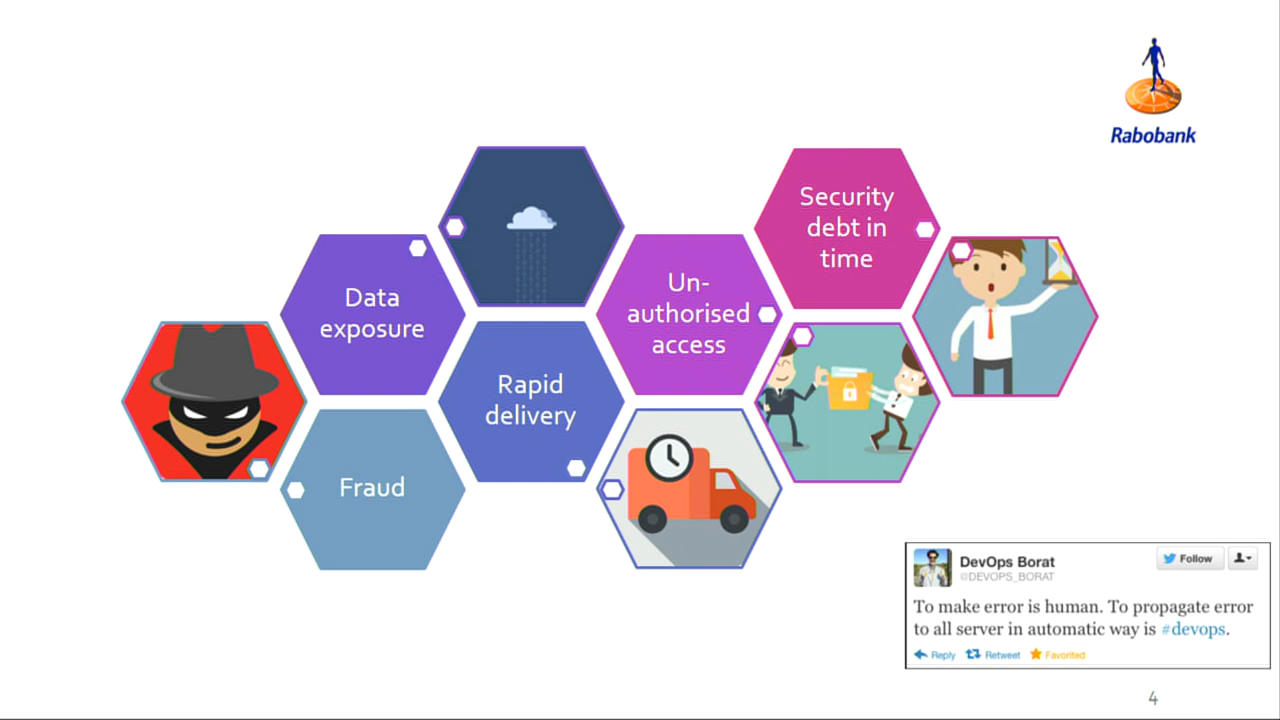 Rabobank
Security
debt in
time
Un-
authorised
access
Data
exposure
Rapid
delivery
Fraud
DevOps Borat
@DEVOPS_BORAT
Follow
To make error is human. To propagate error
to all server in automatic way is #devops.
Reply Retweet Favorited
4